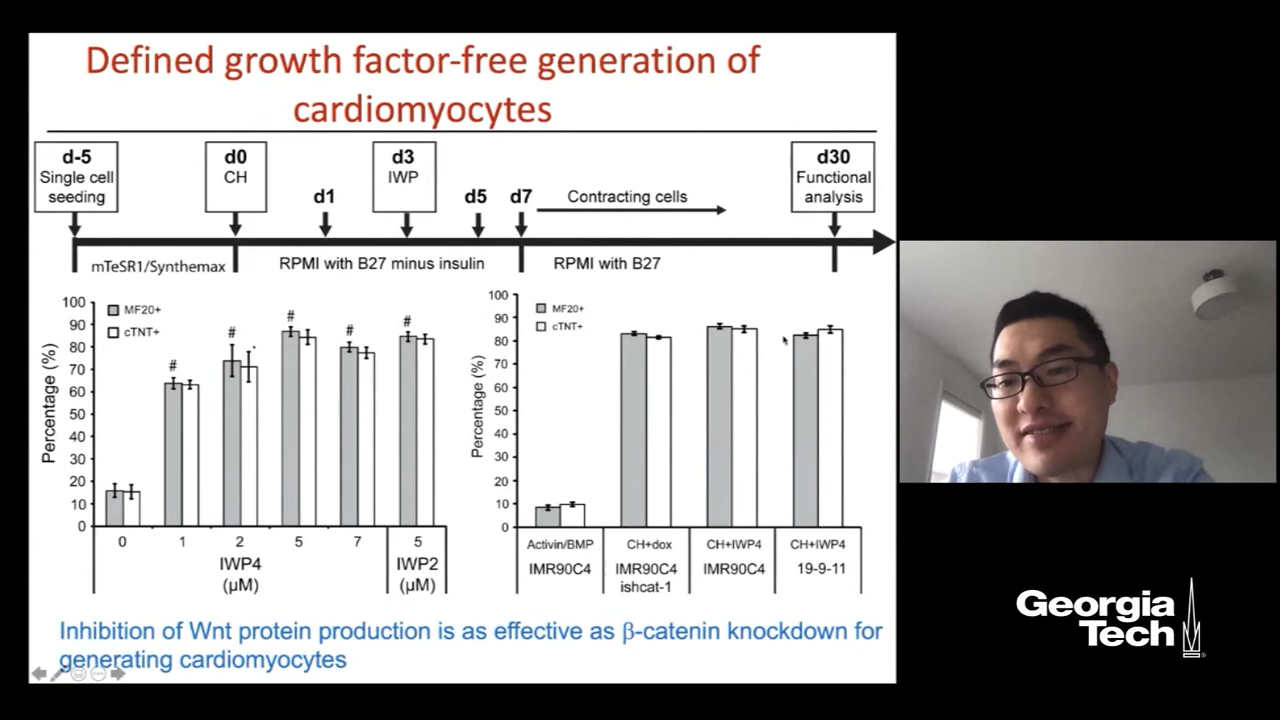 Defined growth factor-free generation of
cardiomyocytes
d-5
Single cell
seeding
d0
CH
d1
d3
IWP
d5
d7
Contracting cells
d30
Functional
analysis
mTeSR1/Synthemax
RPMI with B27 minus insulin
RPMI with B27
Percentage (%)
100
90
80
70
60
50
40
30
20
10
0
MF20+
cTNT+
#
#
#
#
#
0
1
2
5
7
5
IWP4
(µM)
IWP2
(µM)
Percentage (%)
100
90
80
70
60
50
40
30
20
10
0
MF20+
cTNT+
Activin/BMP
IMR90C4
CH+dox
IMR90C4
ishcat-1
CH+IWP4
IMR90C4
CH+IWP4
19-9-11
Inhibition of Wnt protein production is as effective as β-catenin knockdown for
generating cardiomyocytes
Georgia
Tech